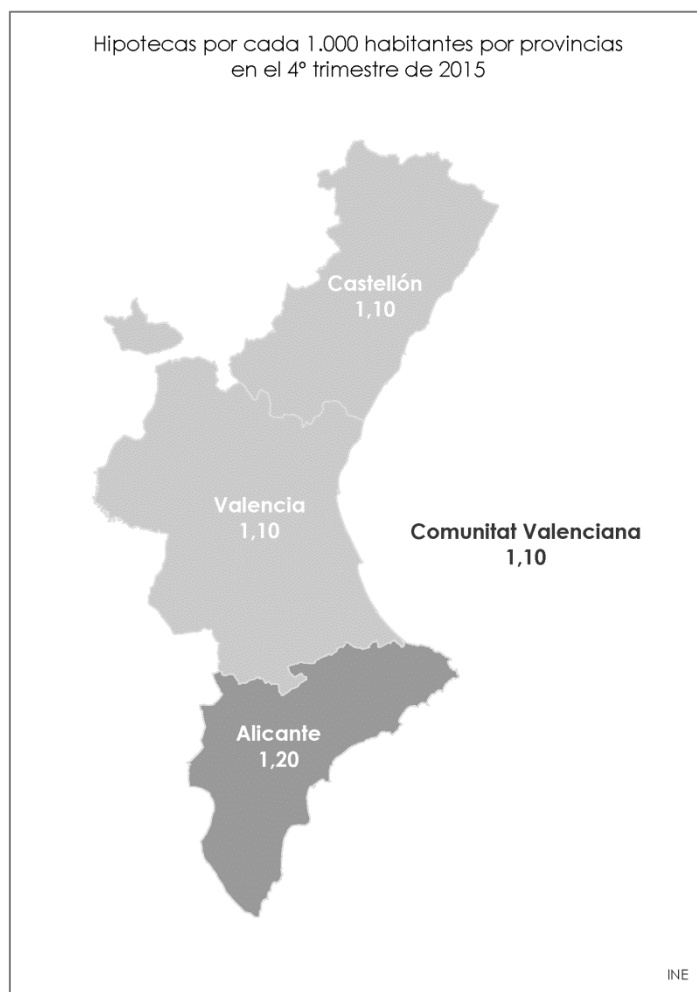 Hipotecas por cada 1.000 habitantes por provincias
en el 4º trimestre de 2015
Castellón
1,10
Valencia
1,10
Comunitat Valenciana
1,10
Alicante
1,20
INE